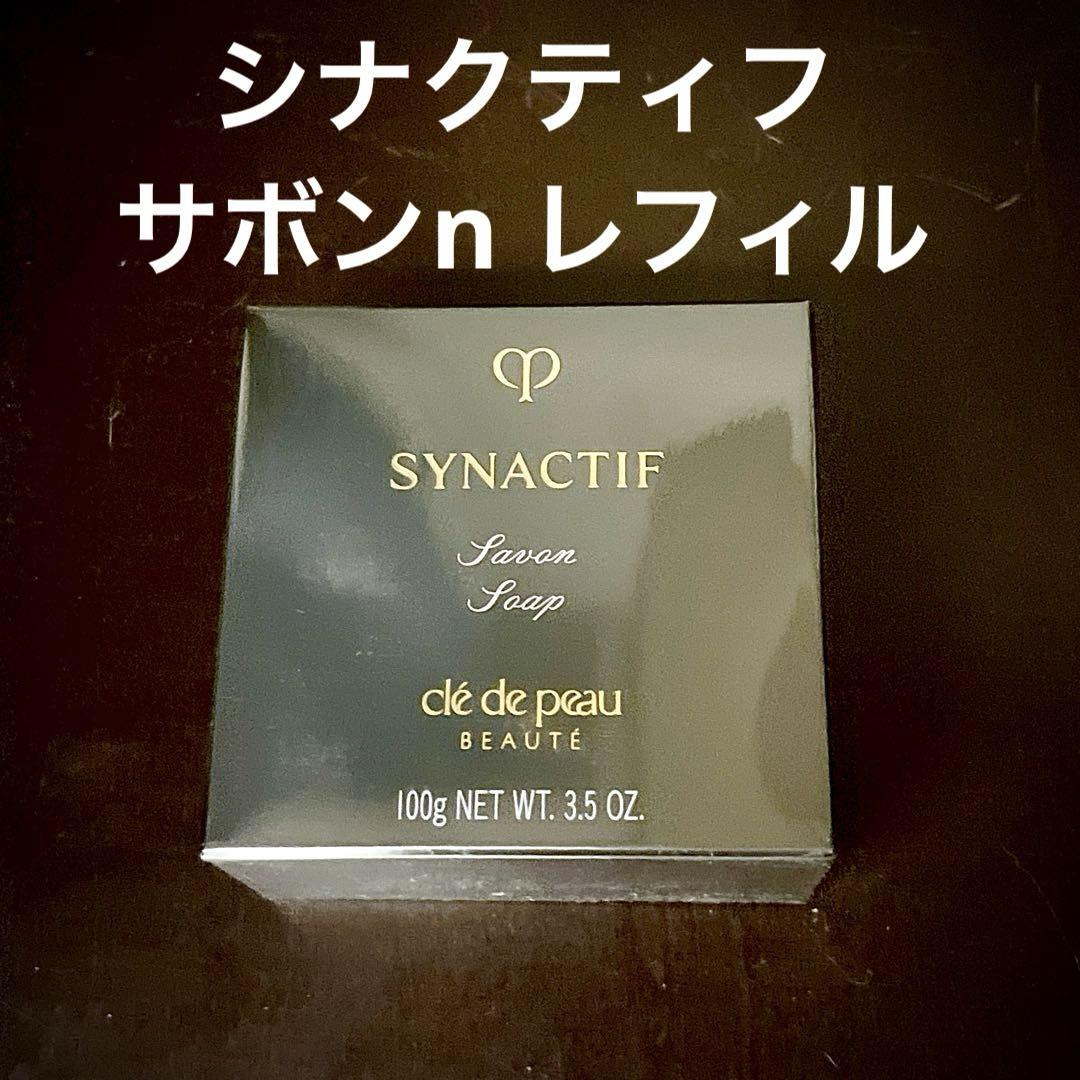 シナクティフ
サボンn レフィル
SYNACTIF
Savon
Soap
clé de peau
BEAUTÉ
100g NET WT. 3.5 OZ.